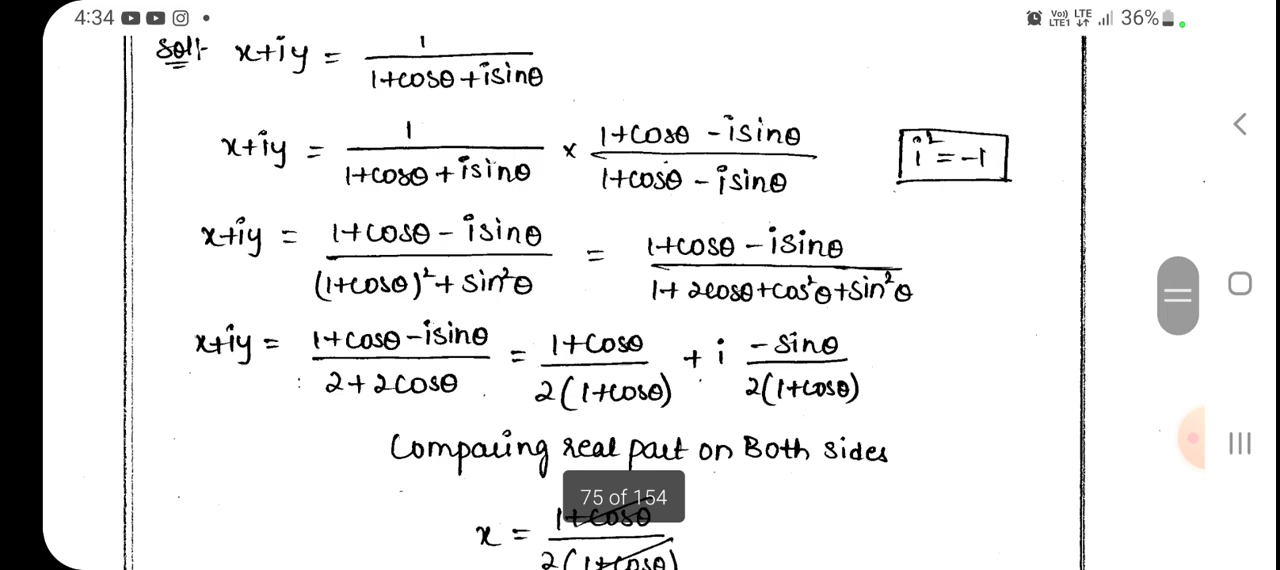 4:34
Vo)) LTE
LTE1 ↓↑
36%
Sol:- x+iy = 1/(1+cosθ+isinθ)
x+iy = 1/(1+cosθ+isinθ) × (1+cosθ-isinθ)/(1+cosθ-isinθ)
i² = -1
x+iy = (1+cosθ-isinθ)/((1+cosθ)²+sin²θ) = (1+cosθ-isinθ)/(1+2cosθ+cos²θ+sin²θ)
x+iy = (1+cosθ-isinθ)/(2+2cosθ) = (1+cosθ)/(2(1+cosθ)) + i (-sinθ)/(2(1+cosθ))
Comparing real part on Both sides
75 of 154
x = (1+cosθ)/(2(1+cosθ))